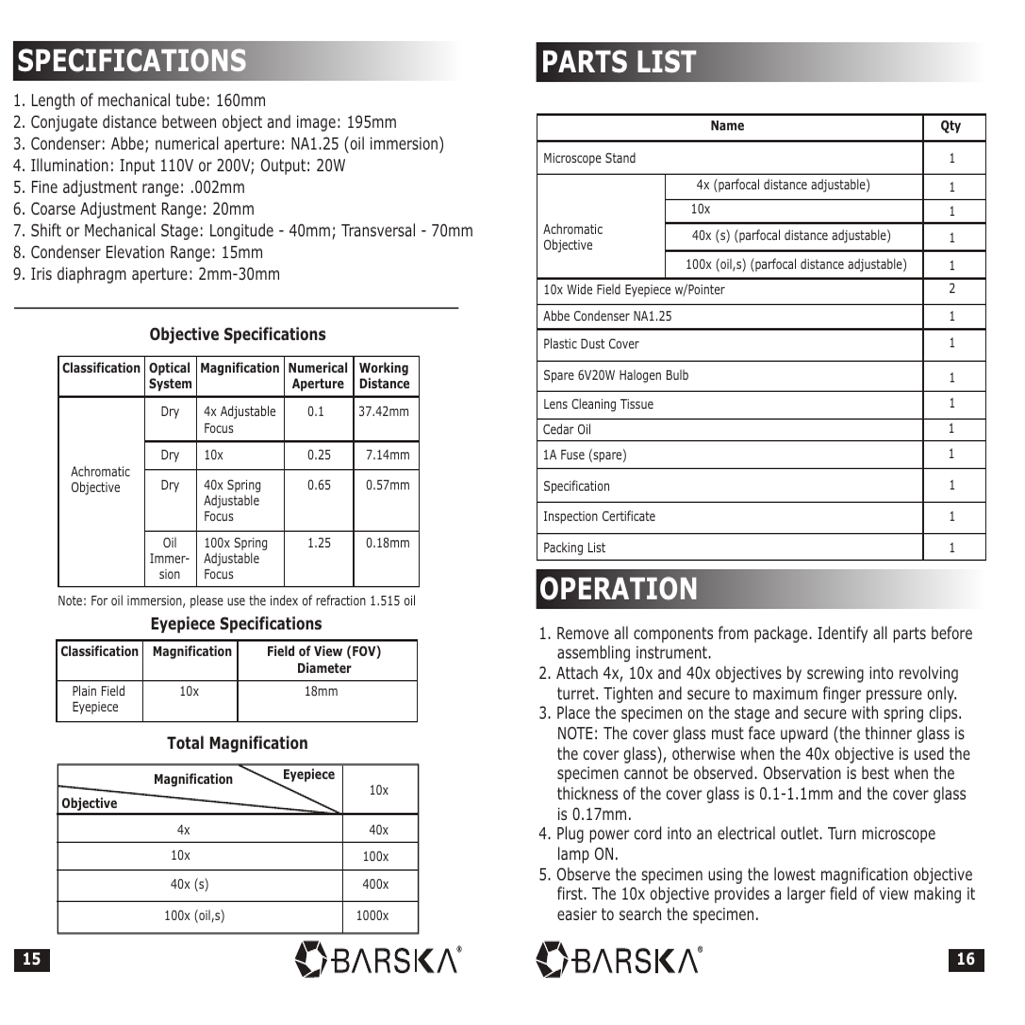 SPECIFICATIONS
1. Length of mechanical tube: 160mm
2. Conjugate distance between object and image: 195mm
3. Condenser: Abbe; numerical aperture: NA1.25 (oil immersion)
4. Illumination: Input 110V or 200V; Output: 20W
5. Fine adjustment range: .002mm
6. Coarse Adjustment Range: 20mm
7. Shift or Mechanical Stage: Longitude - 40mm; Transversal - 70mm
8. Condenser Elevation Range: 15mm
9. Iris diaphragm aperture: 2mm-30mm
Objective Specifications
Classification Optical Magnification Numerical Working
System Aperture Distance
Dry 4x Adjustable 0.1 37.42mm
Focus
Dry 10x 0.25 7.14mm
Achromatic
Objective Dry 40x Spring 0.65 0.57mm
Adjustable
Focus
Oil 100x Spring 1.25 0.18mm
Immer- Adjustable
sion Focus
Note: For oil immersion, please use the index of refraction 1.515 oil
Eyepiece Specifications
Classification Magnification Field of View (FOV)
Diameter
Plain Field 10x 18mm
Eyepiece
Total Magnification
Magnification Eyepiece 10x
Objective
4x 40x
10x 100x
40x (s) 400x
100x (oil,s) 1000x
15 BARSKA®
PARTS LIST
Name Qty
Microscope Stand 1
4x (parfocal distance adjustable) 1
10x 1
Achromatic
Objective
40x (s) (parfocal distance adjustable) 1
100x (oil,s) (parfocal distance adjustable) 1
10x Wide Field Eyepiece w/Pointer 2
Abbe Condenser NA1.25 1
Plastic Dust Cover 1
Spare 6V20W Halogen Bulb 1
Lens Cleaning Tissue 1
Cedar Oil 1
1A Fuse (spare) 1
Specification 1
Inspection Certificate 1
Packing List 1
OPERATION
1. Remove all components from package. Identify all parts before
assembling instrument.
2. Attach 4x, 10x and 40x objectives by screwing into revolving
turret. Tighten and secure to maximum finger pressure only.
3. Place the specimen on the stage and secure with spring clips.
NOTE: The cover glass must face upward (the thinner glass is
the cover glass), otherwise when the 40x objective is used the
specimen cannot be observed. Observation is best when the
thickness of the cover glass is 0.1-1.1mm and the cover glass
is 0.17mm.
4. Plug power cord into an electrical outlet. Turn microscope
lamp ON.
5. Observe the specimen using the lowest magnification objective
first. The 10x objective provides a larger field of view making it
easier to search the specimen.
BARSKA® 16